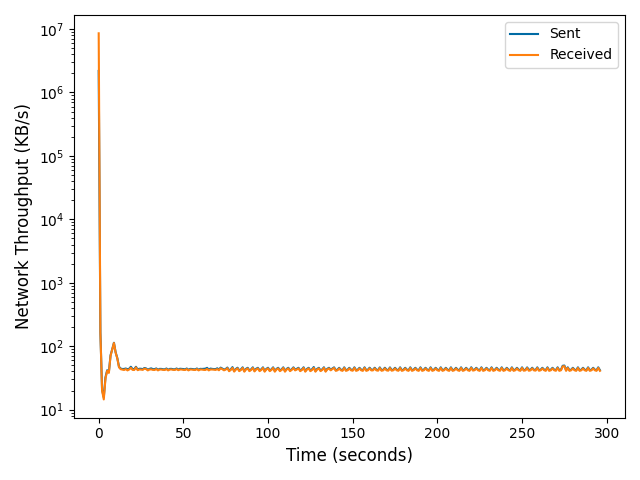 Sent
Received
Network Throughput (KB/s)
10⁷
10⁶
10⁵
10⁴
10³
10²
10¹
0 50 100 150 200 250 300
Time (seconds)